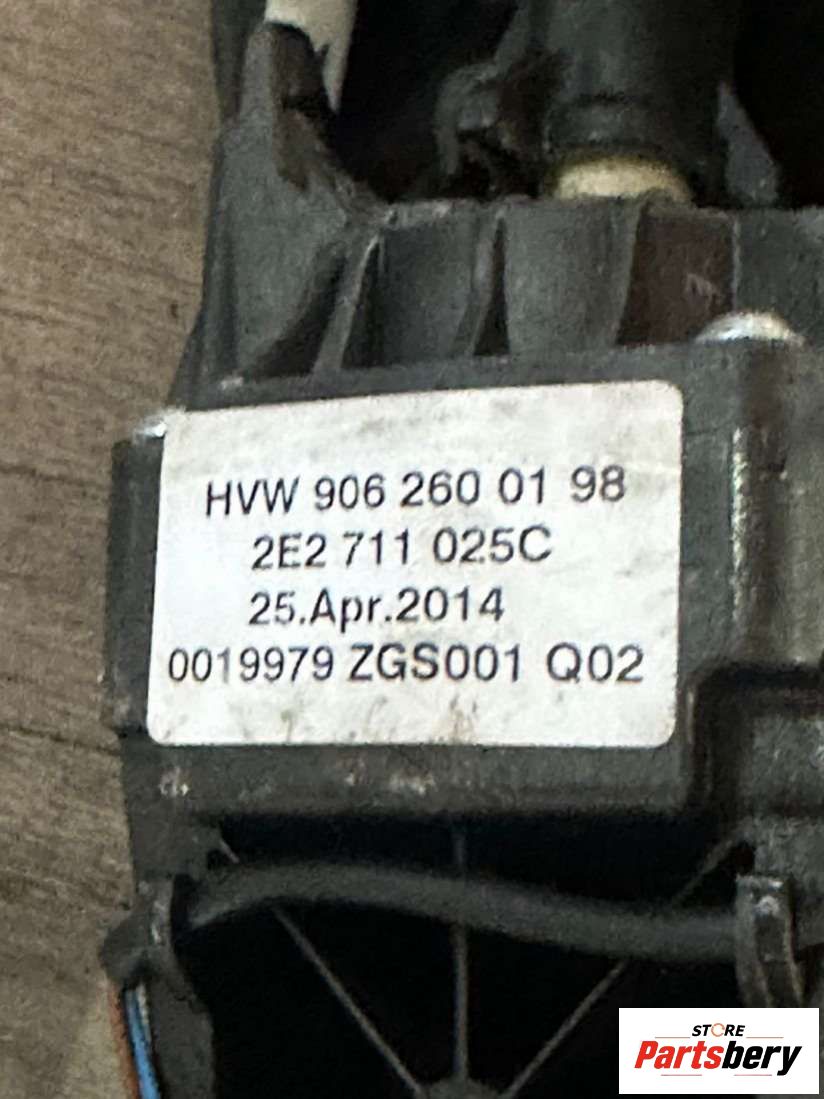 HVW 906 260 01 98
2E2 711 025C
25.Apr.2014
0019979 ZGS001 Q02
STORE
Partsbery